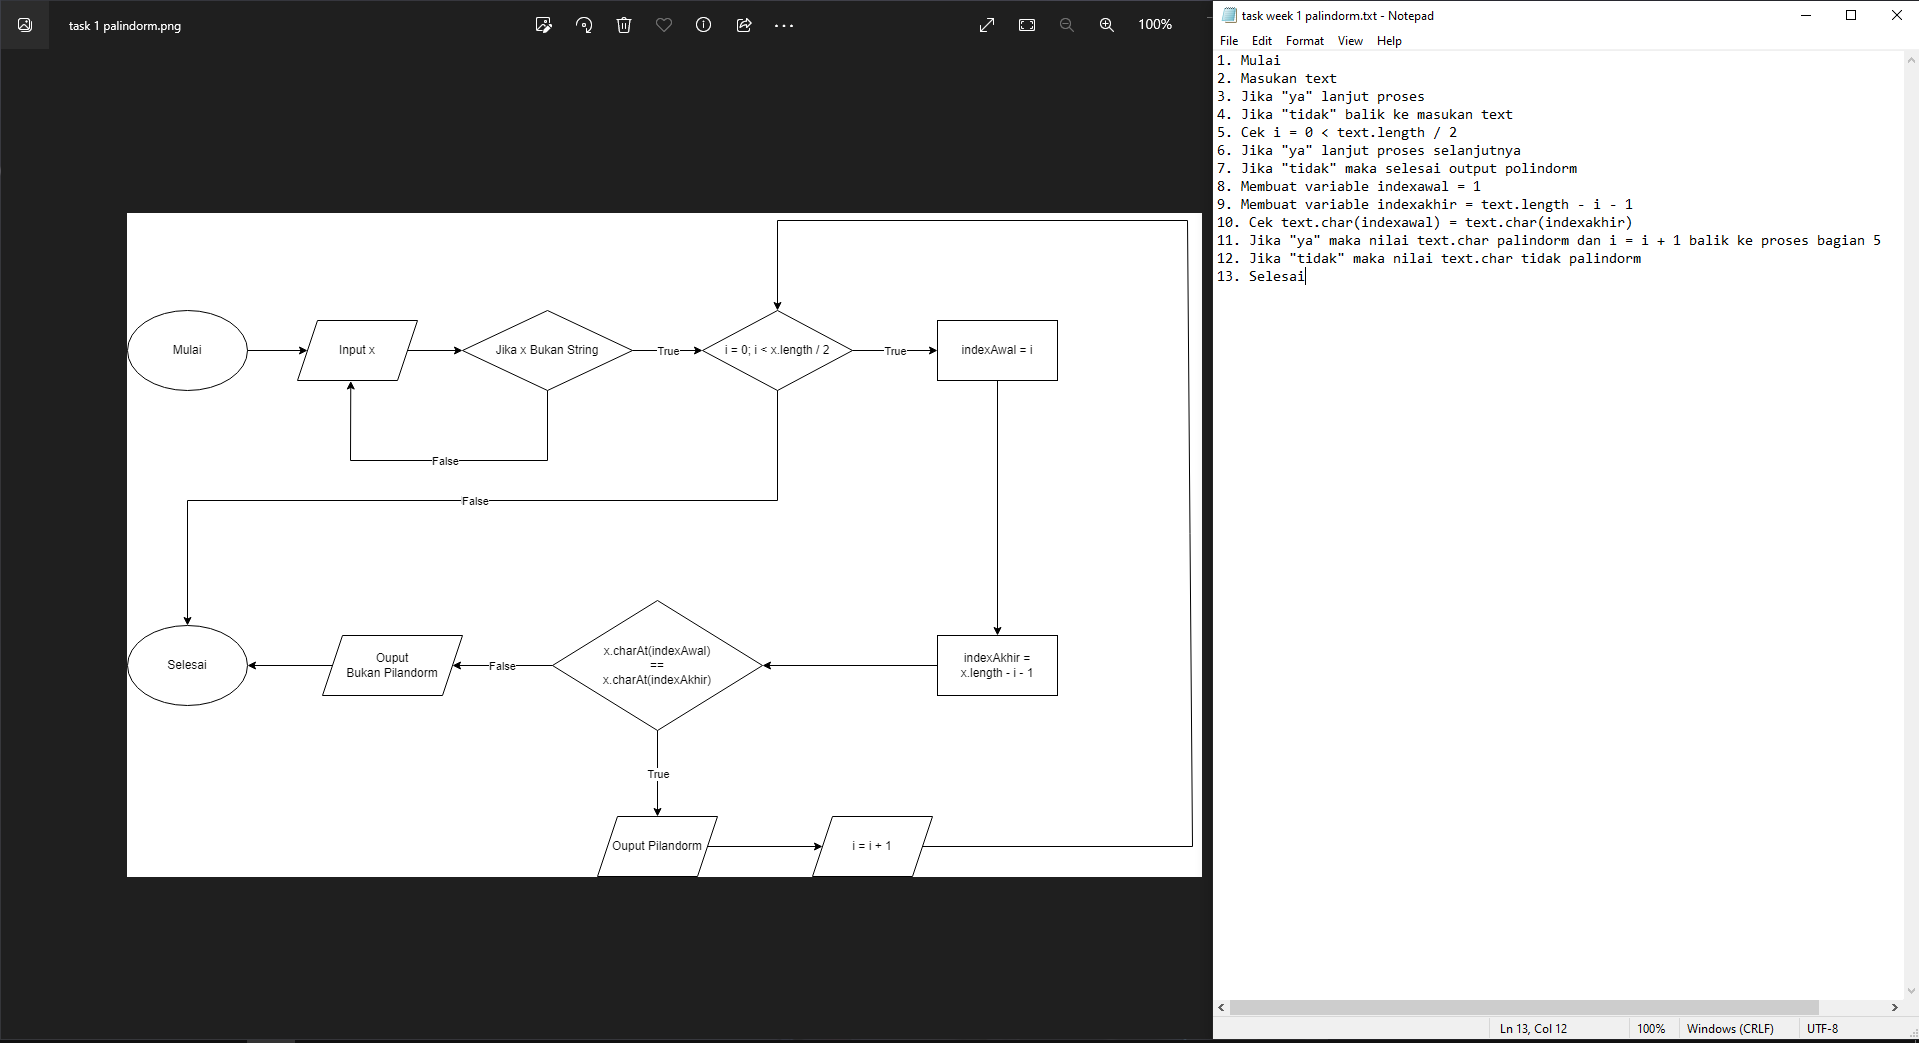 task 1 palindorm.png
100%
Mulai
Input x
Jika x Bukan String
True
i = 0; i < x.length / 2
True
indexAwal = i
False
False
Selesai
Ouput
Bukan Pilandorm
False
x.charAt(indexAwal)
==
x.charAt(indexAkhir)
indexAkhir =
x.length - i - 1
True
Ouput Pilandorm
i = i + 1
task week 1 palindorm.txt - Notepad
File Edit Format View Help
1. Mulai
2. Masukan text
3. Jika "ya" lanjut proses
4. Jika "tidak" balik ke masukan text
5. Cek i = 0 < text.length / 2
6. Jika "ya" lanjut proses selanjutnya
7. Jika "tidak" maka selesai output polindorm
8. Membuat variable indexawal = 1
9. Membuat variable indexakhir = text.length - i - 1
10. Cek text.char(indexawal) = text.char(indexakhir)
11. Jika "ya" maka nilai text.char palindorm dan i = i + 1 balik ke proses bagian 5
12. Jika "tidak" maka nilai text.char tidak palindorm
13. Selesai
Ln 13, Col 12 100% Windows (CRLF) UTF-8